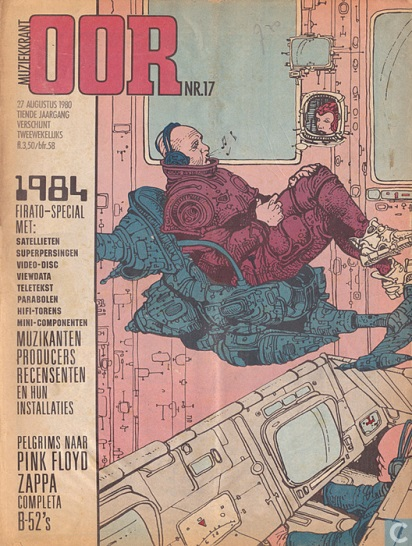 MUZIEKKRANT
OOR
NR.17
27 AUGUSTUS 1980
TIENDE JAARGANG
VERSCHIJNT
TWEEWEKELIJKS
fl.3,50/bfr.58
1984
FIRATO-SPECIAL
MET:
SATELLIETEN
SUPERPERSINGEN
VIDEO-DISC
VIEWDATA
TELETEKST
PARABOLEN
HIFI-TORENS
MINI-COMPONENTEN
MUZIKANTEN
PRODUCERS
RECENSENTEN
EN HUN
INSTALLATIES
PELGRIMS NAAR
PINK FLOYD
ZAPPA
COMPLETA
B-52's
C